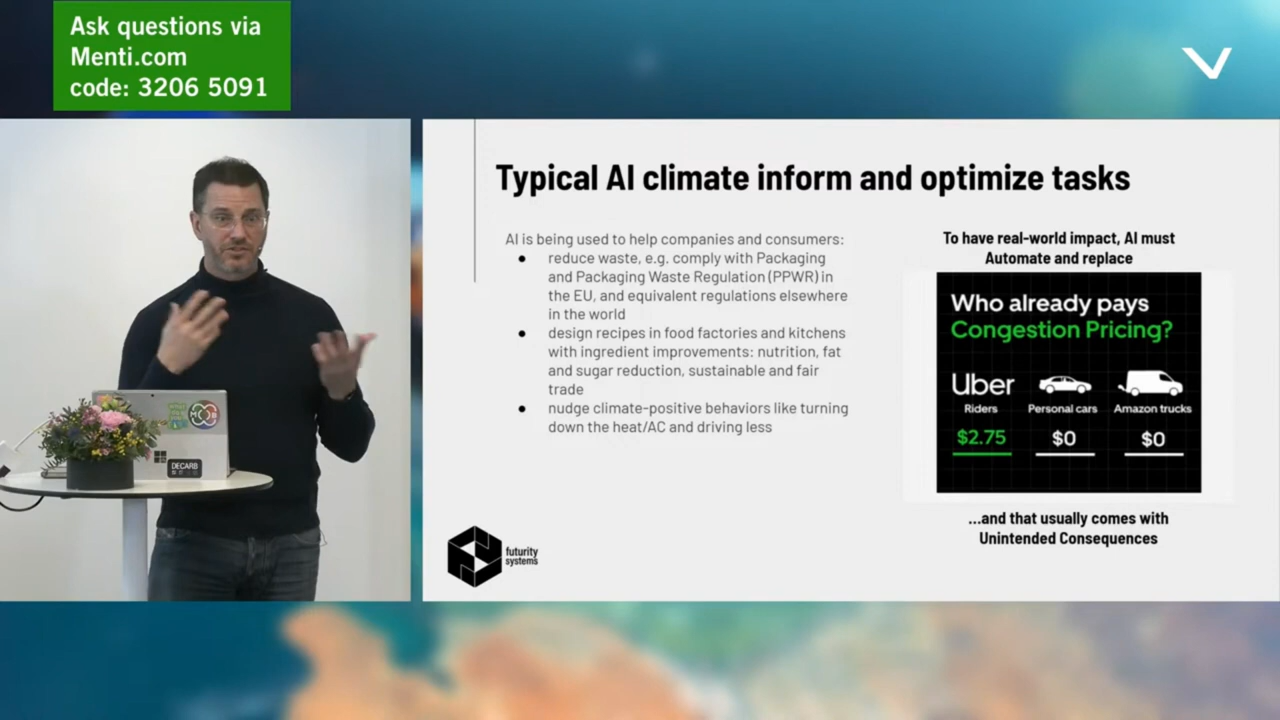 Ask questions via
Menti.com
code: 3206 5091
Typical AI climate inform and optimize tasks
AI is being used to help companies and consumers:
● reduce waste, e.g. comply with Packaging
and Packaging Waste Regulation (PPWR) in
the EU, and equivalent regulations elsewhere
in the world
● design recipes in food factories and kitchens
with ingredient improvements: nutrition, fat
and sugar reduction, sustainable and fair
trade
● nudge climate-positive behaviors like turning
down the heat/AC and driving less
To have real-world impact, AI must
Automate and replace
Who already pays
Congestion Pricing?
Uber
Riders
$2.75
Personal cars
$0
Amazon trucks
$0
...and that usually comes with
Unintended Consequences
futurity
systems
DECARB